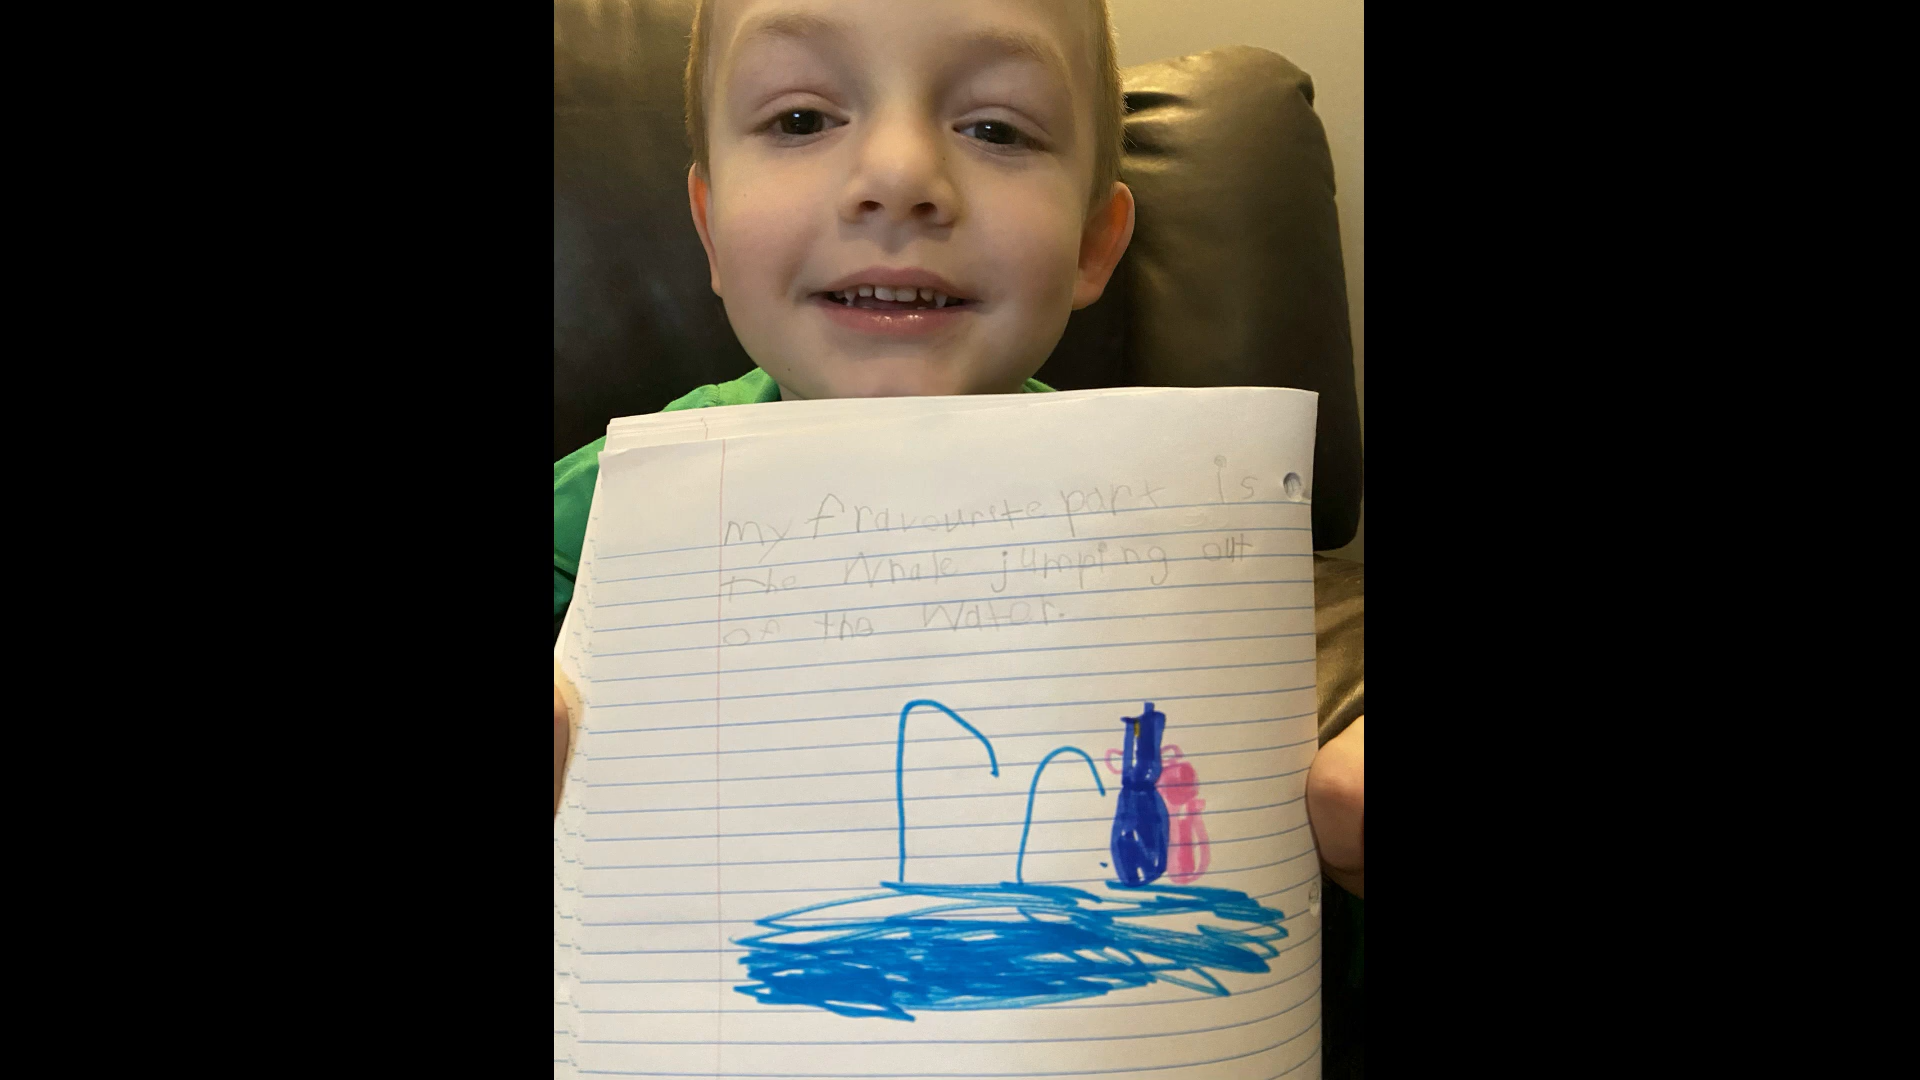 my fravourite part is
the Whale jumping out
of the Water.